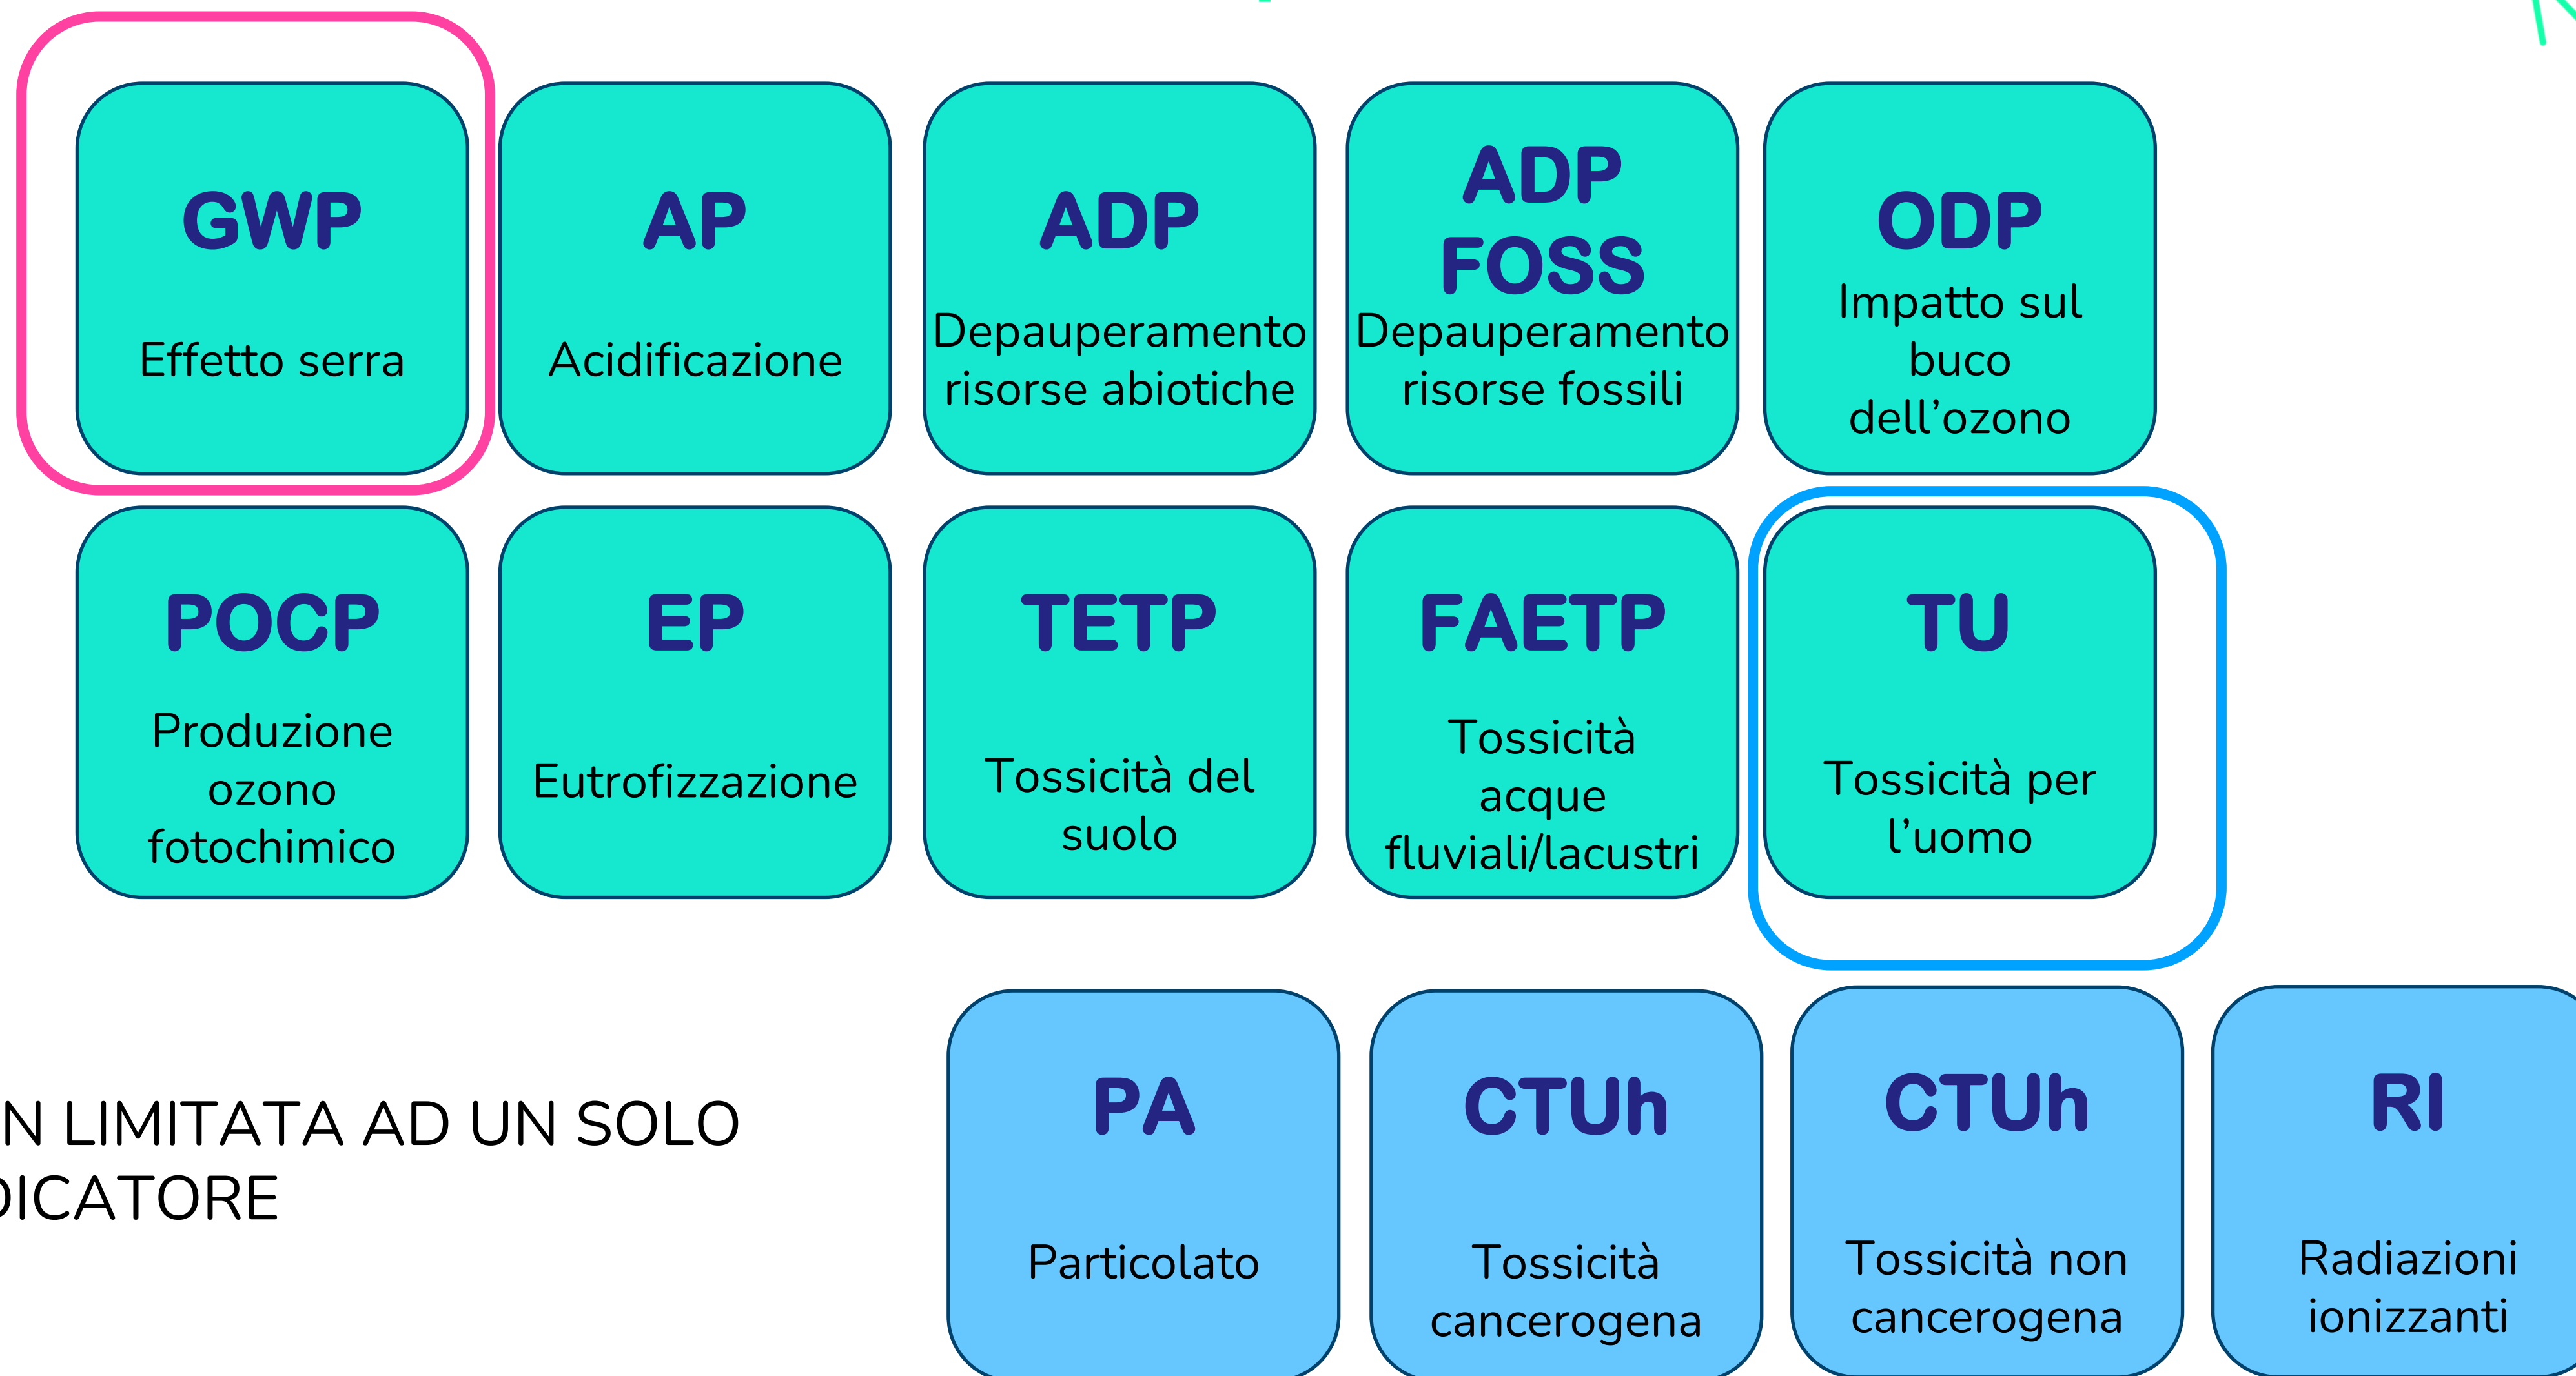 GWP
Effetto serra
AP
Acidificazione
ADP
Depauperamento
risorse abiotiche
ADP
FOSS
Depauperamento
risorse fossili
ODP
Impatto sul
buco
dell’ozono
POCP
Produzione
ozono
fotochimico
EP
Eutrofizzazione
TETP
Tossicità del
suolo
FAETP
Tossicità
acque
fluviali/lacustri
TU
Tossicità per
l’uomo
N LIMITATA AD UN SOLO
DICATORE
PA
Particolato
CTUh
Tossicità
cancerogena
CTUh
Tossicità non
cancerogena
RI
Radiazioni
ionizzanti